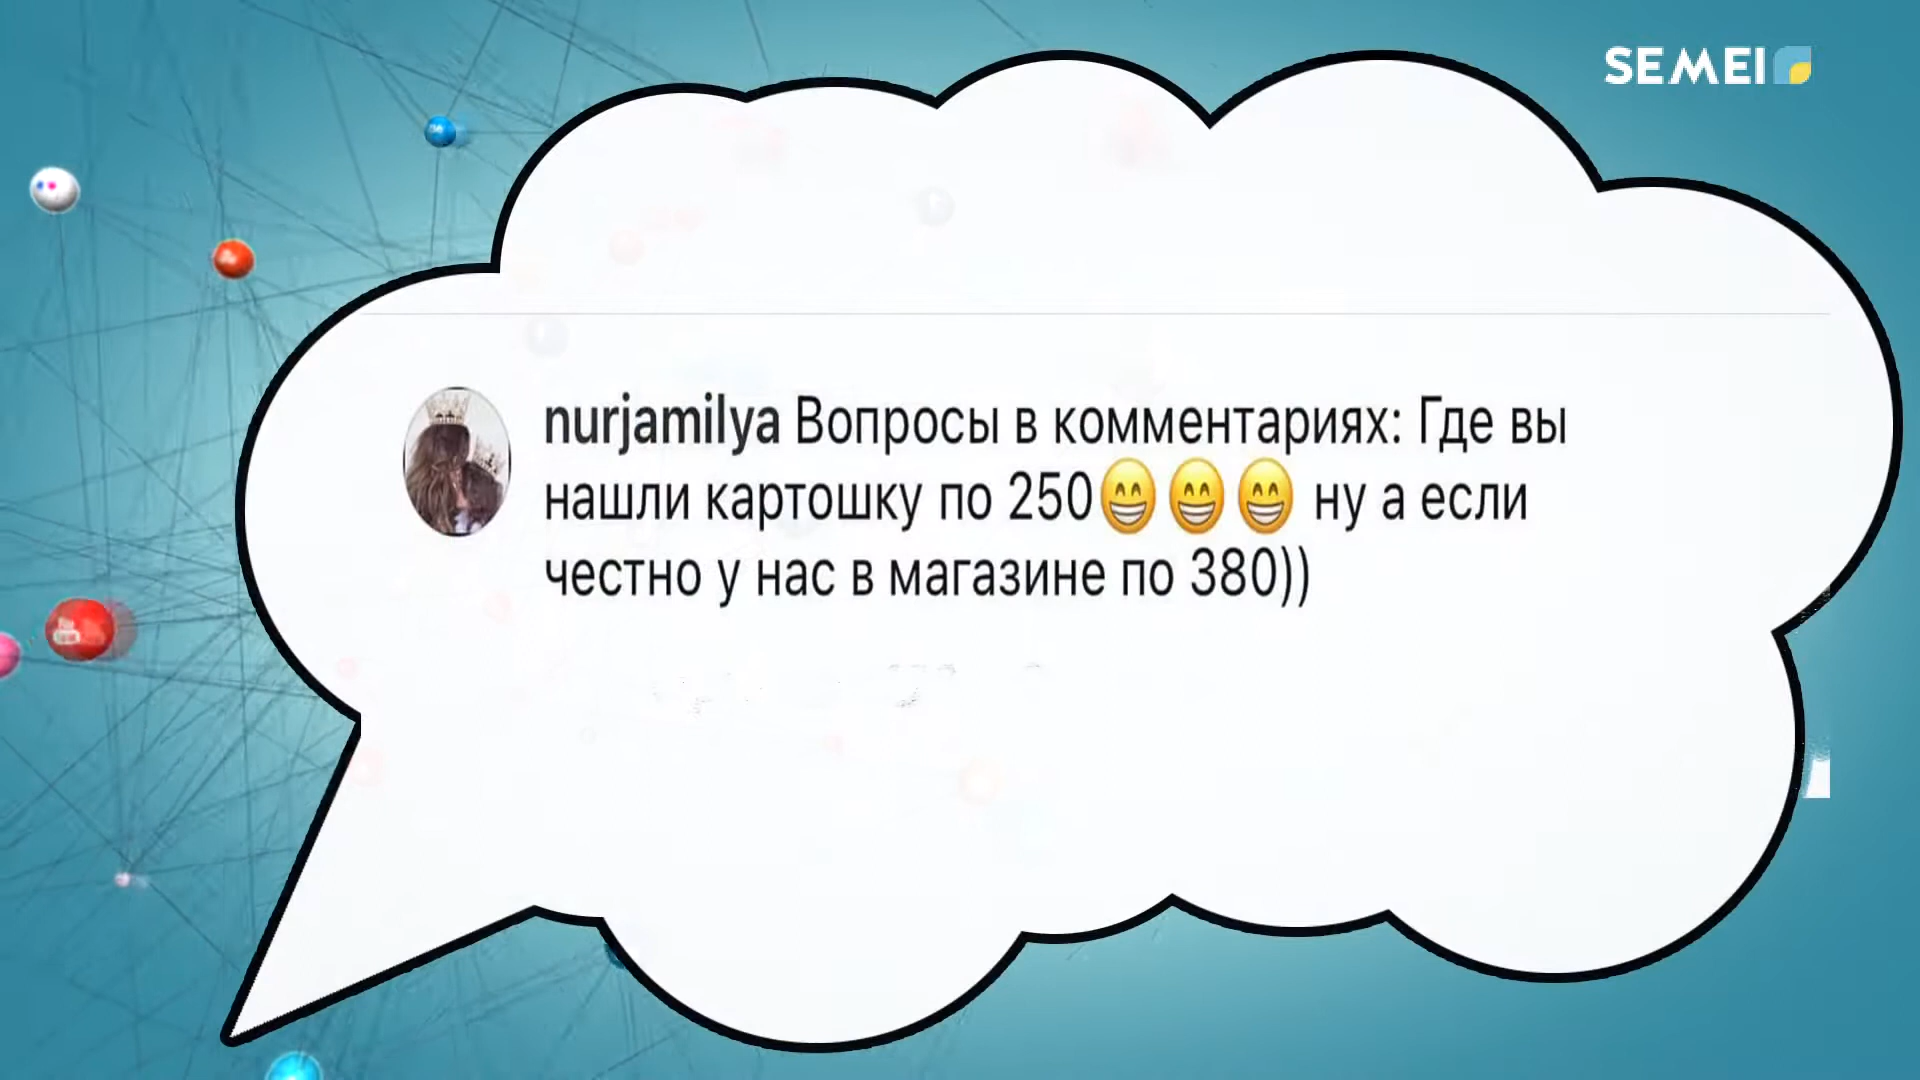 SEMEI
nurjamilya Вопросы в комментариях: Где вы
нашли картошку по 250😁😁😁 ну а если
честно у нас в магазине по 380))